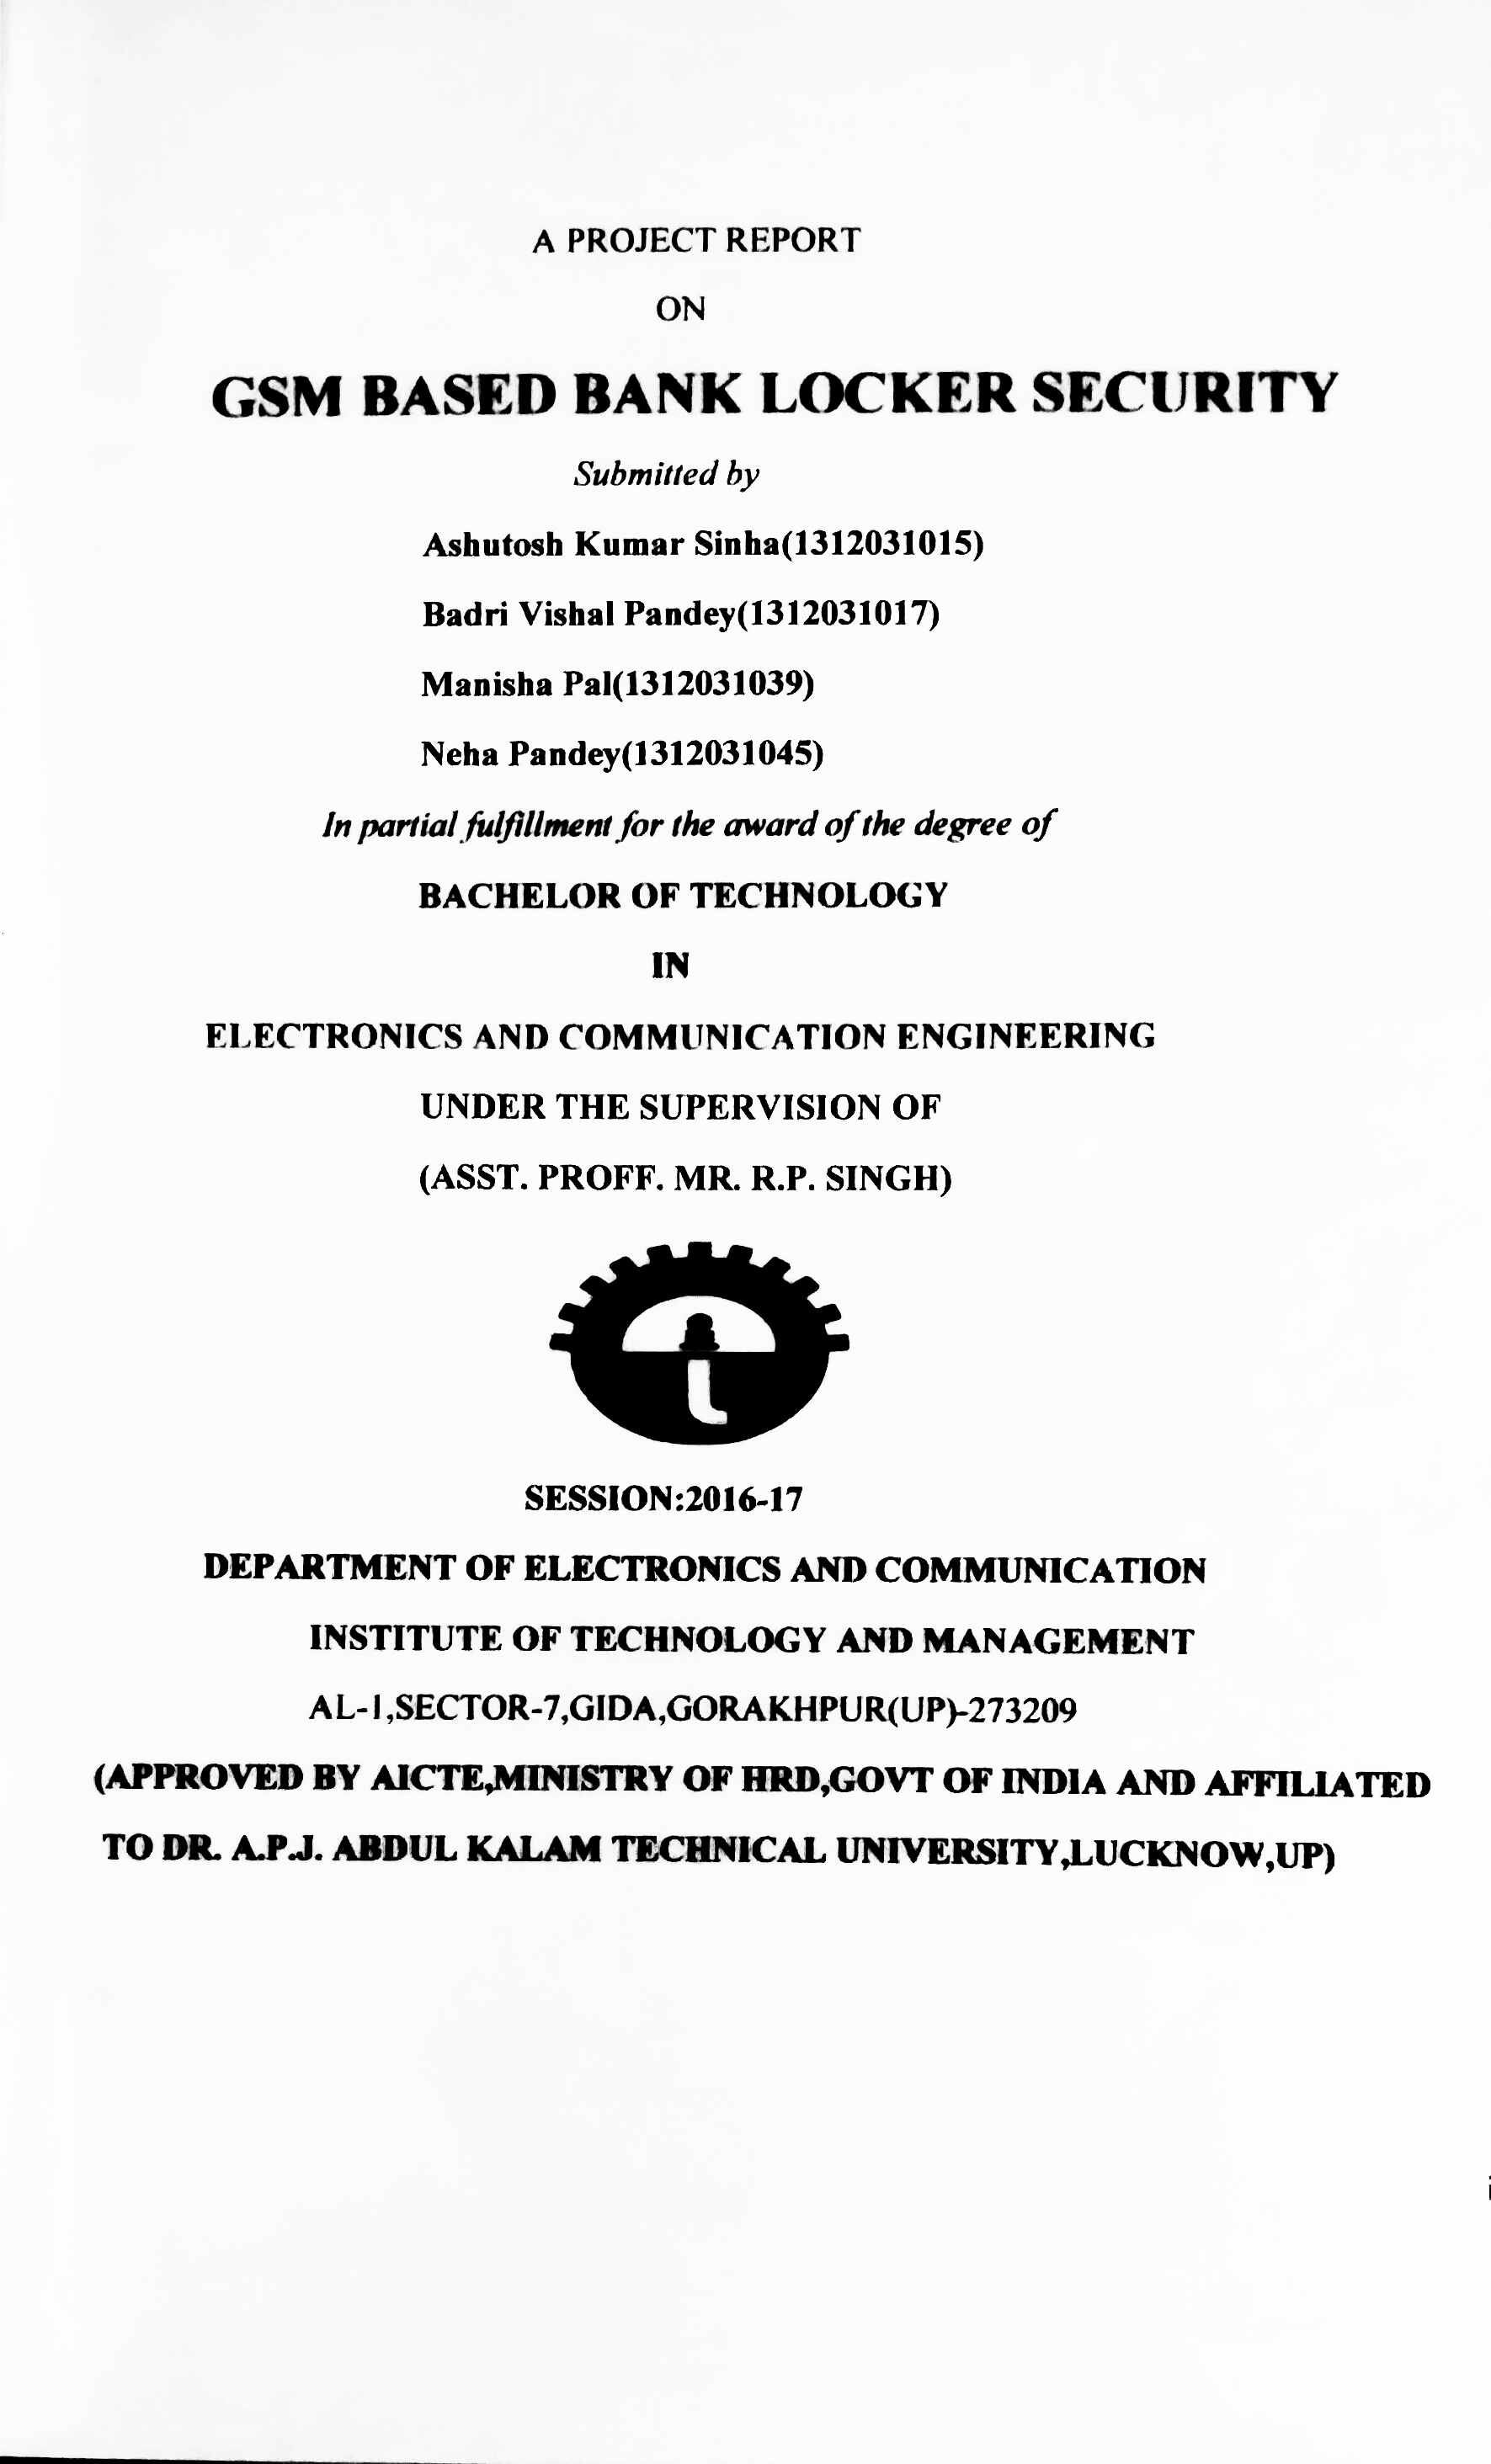 A PROJECT REPORT
ON
GSM BASED BANK LOCKER SECURITY
Submitted by
Ashutosh Kumar Sinha(1312031015)
Badri Vishal Pandey(1312031017)
Manisha Pal(1312031039)
Neha Pandey(1312031045)
In partial fulfillment for the award of the degree of
BACHELOR OF TECHNOLOGY
IN
ELECTRONICS AND COMMUNICATION ENGINEERING
UNDER THE SUPERVISION OF
(ASST. PROFF. MR. R.P. SINGH)
SESSION:2016-17
DEPARTMENT OF ELECTRONICS AND COMMUNICATION
INSTITUTE OF TECHNOLOGY AND MANAGEMENT
AL-1,SECTOR-7,GIDA,GORAKHPUR(UP)-273209
(APPROVED BY AICTE,MINISTRY OF HRD,GOVT OF INDIA AND AFFILIATED
TO DR. A.P.J. ABDUL KALAM TECHNICAL UNIVERSITY,LUCKNOW,UP)
i